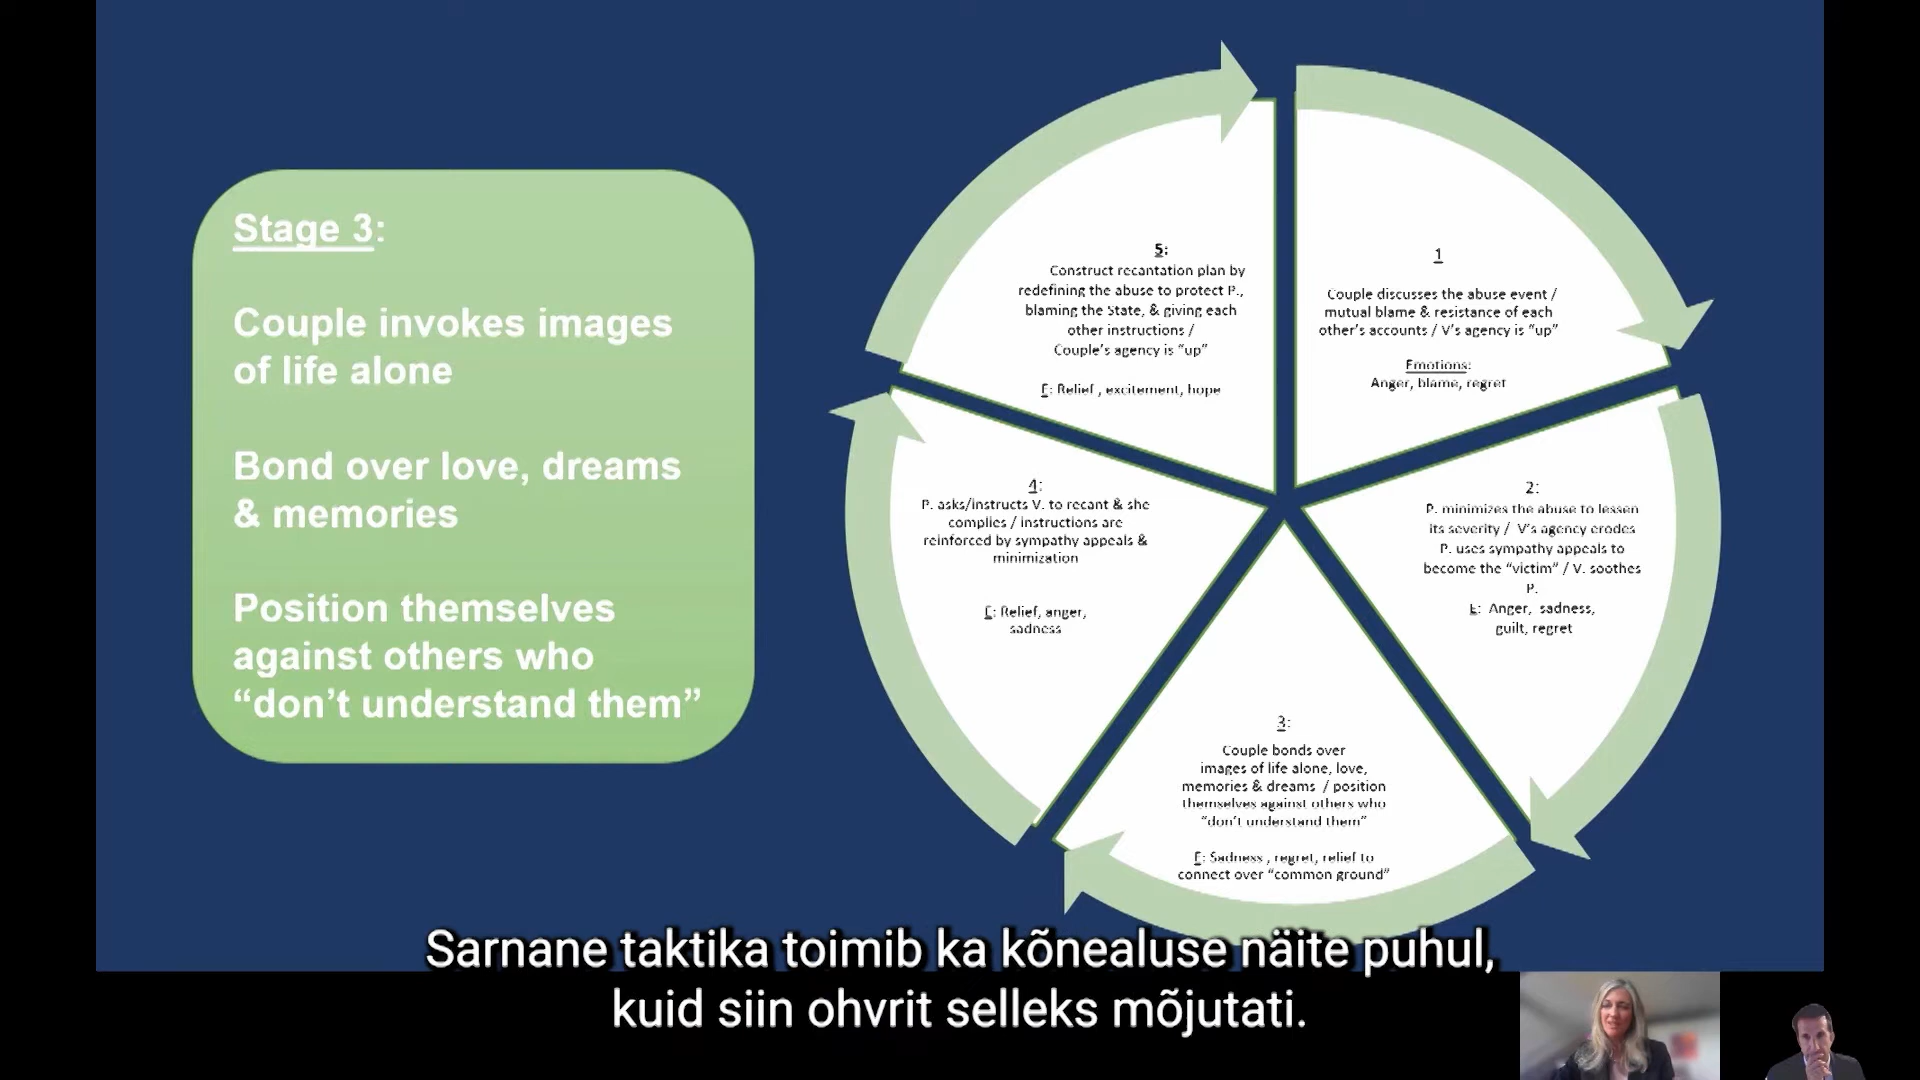 Stage 3:
Couple invokes images
of life alone
Bond over love, dreams
& memories
Position themselves
against others who
“don’t understand them”
1
Couple discusses the abuse event /
mutual blame & resistance of each
other’s accounts / V’s agency is “up”
Emotions:
Anger, blame, regret
2:
P. minimizes the abuse to lessen
its severity / V’s agency erodes
P. uses sympathy appeals to
become the “victim” / V. soothes
P.
E: Anger, sadness,
guilt, regret
3:
Couple bonds over
images of life alone, love,
memories & dreams / position
themselves against others who
“don’t understand them”
E: Sadness , regret, relief to
connect over “common ground”
4:
P. asks/instructs V. to recant & she
complies / instructions are
reinforced by sympathy appeals &
minimization
E: Relief, anger,
sadness
5:
Construct recantation plan by
redefining the abuse to protect P.,
blaming the State, & giving each
other instructions /
Couple’s agency is “up”
E: Relief , excitement, hope
Sarnane taktika toimib ka kõnealuse näite puhul,
kuid siin ohvrit selleks mõjutati.